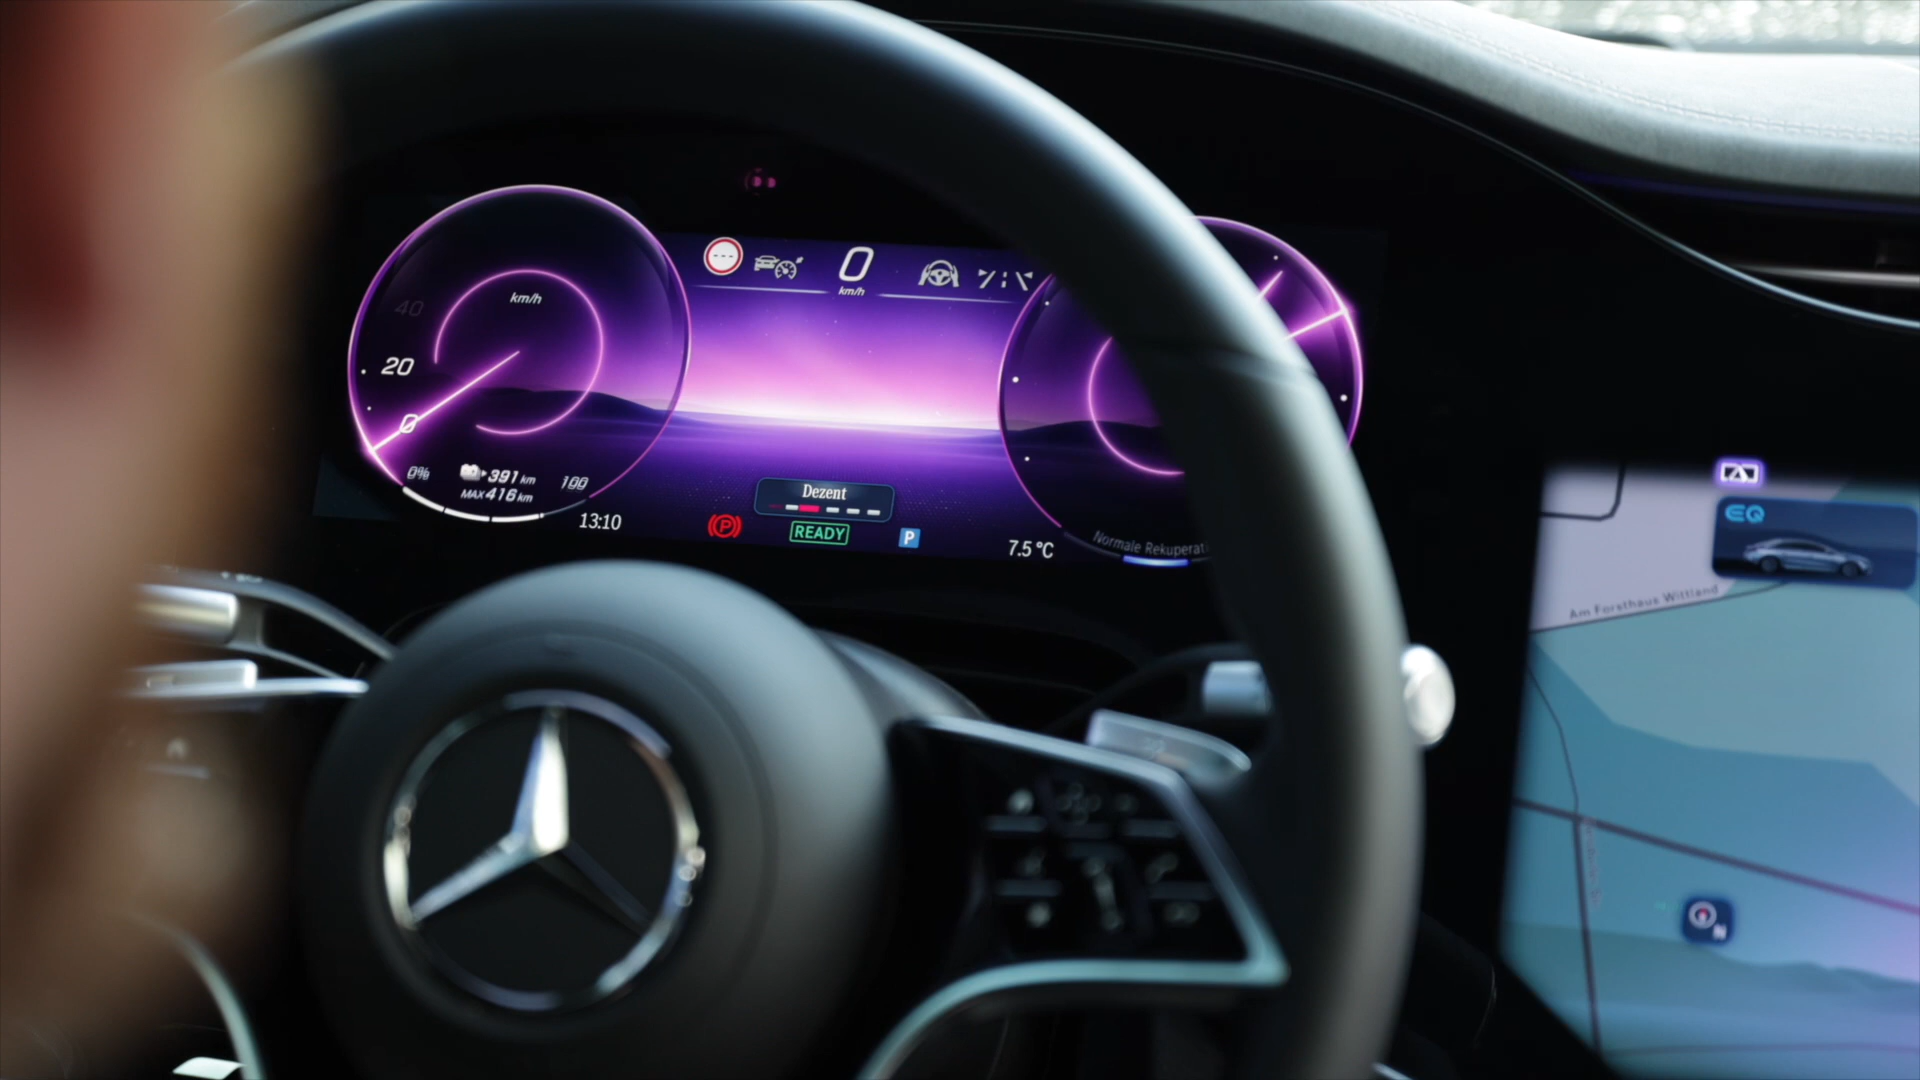 0
km/h
km/h
40
20
0
0%
391 km
100
MAX 416 km
13:10
Dezent
P
READY
P
7.5 °C
Normale Rekuperati
EQ
Am Forsthaus Wittland
N